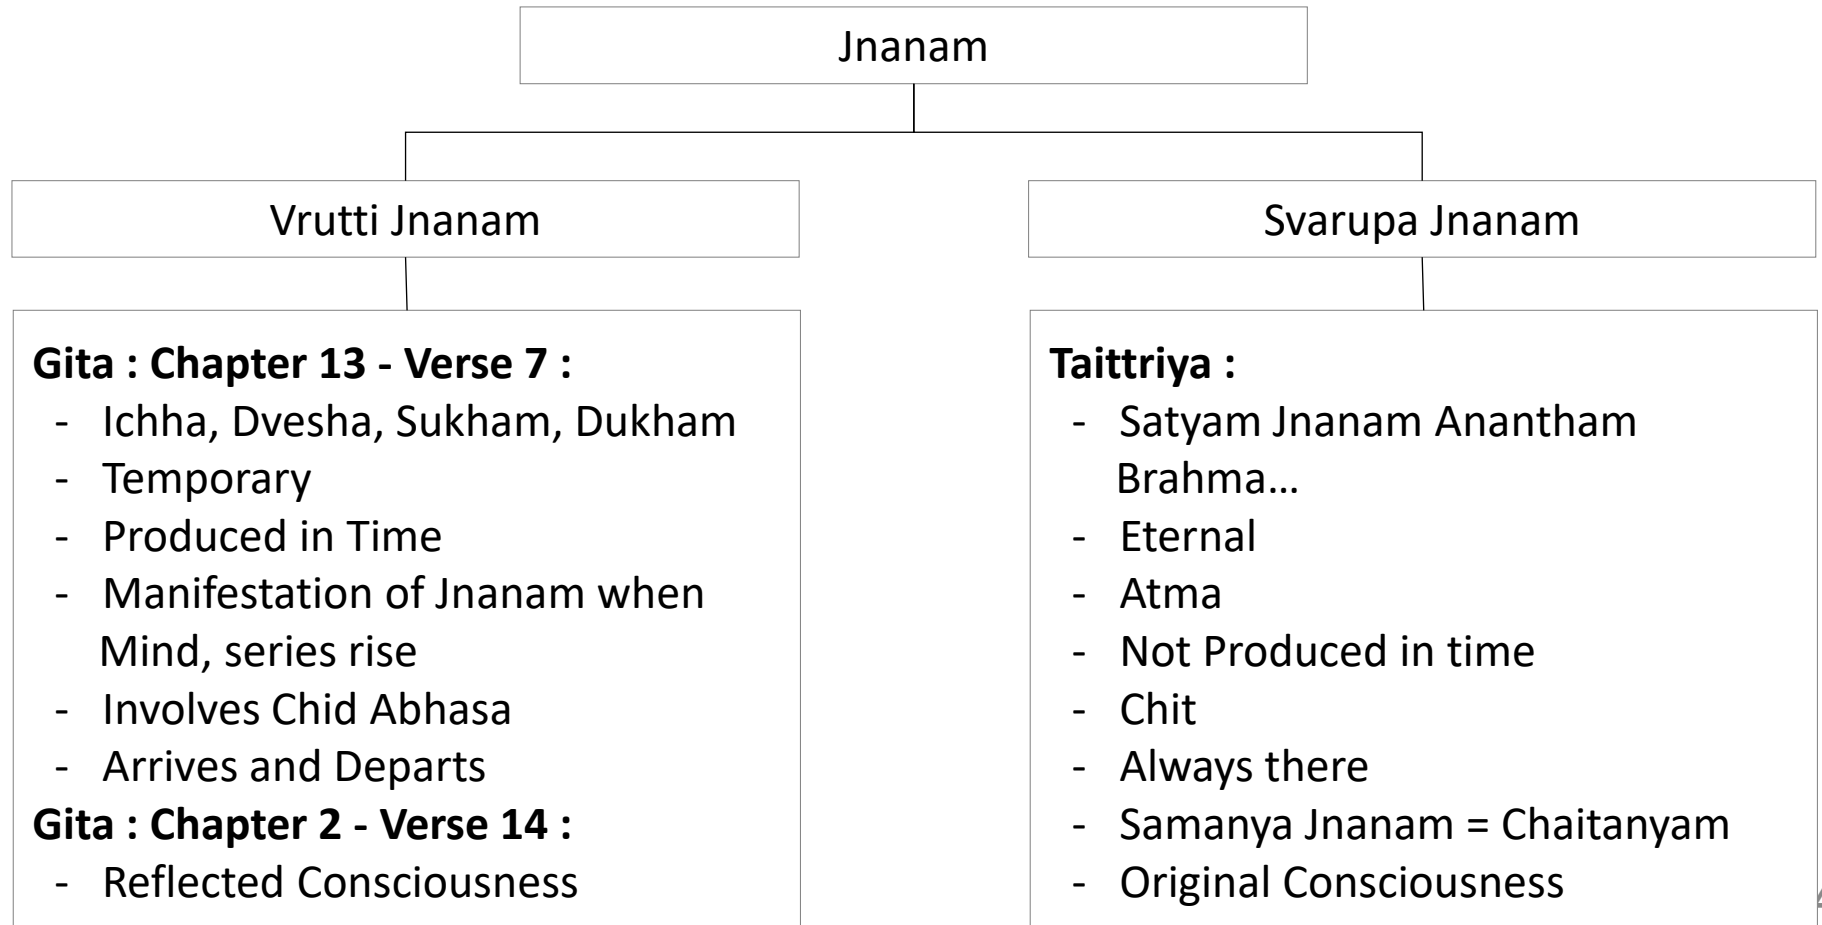 Jnanam
Vrutti Jnanam
Svarupa Jnanam
Gita : Chapter 13 - Verse 7 :
- Ichha, Dvesha, Sukham, Dukham
- Temporary
- Produced in Time
- Manifestation of Jnanam when
Mind, series rise
- Involves Chid Abhasa
- Arrives and Departs
Gita : Chapter 2 - Verse 14 :
- Reflected Consciousness
Taittriya :
- Satyam Jnanam Anantham
Brahma…
- Eternal
- Atma
- Not Produced in time
- Chit
- Always there
- Samanya Jnanam = Chaitanyam
- Original Consciousness